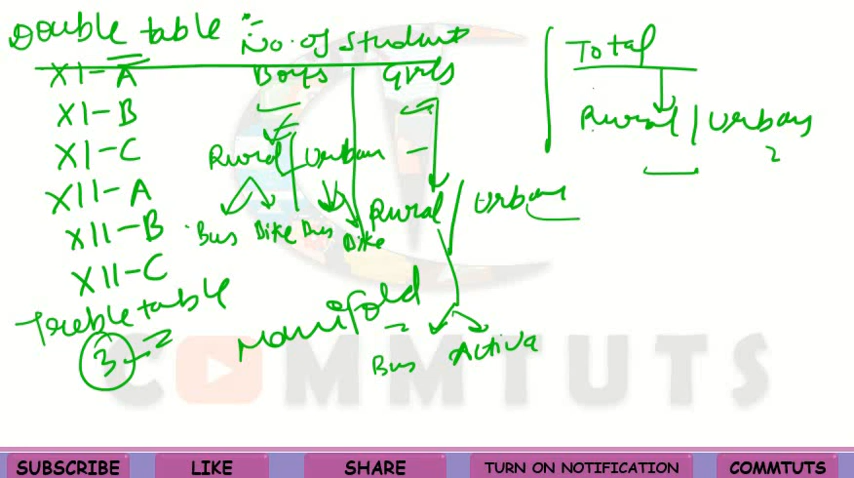 Double table :- No. of student Total
XI-A Boys Girls
XI-B Rural Urban
XI-C Rural Urban
XII-A Rural Urban
XII-B Bus Bike Bus Bike
XII-C
Treble table Manifold
3
Bus Activa
COMMTUTS
SUBSCRIBE LIKE SHARE TURN ON NOTIFICATION COMMTUTS